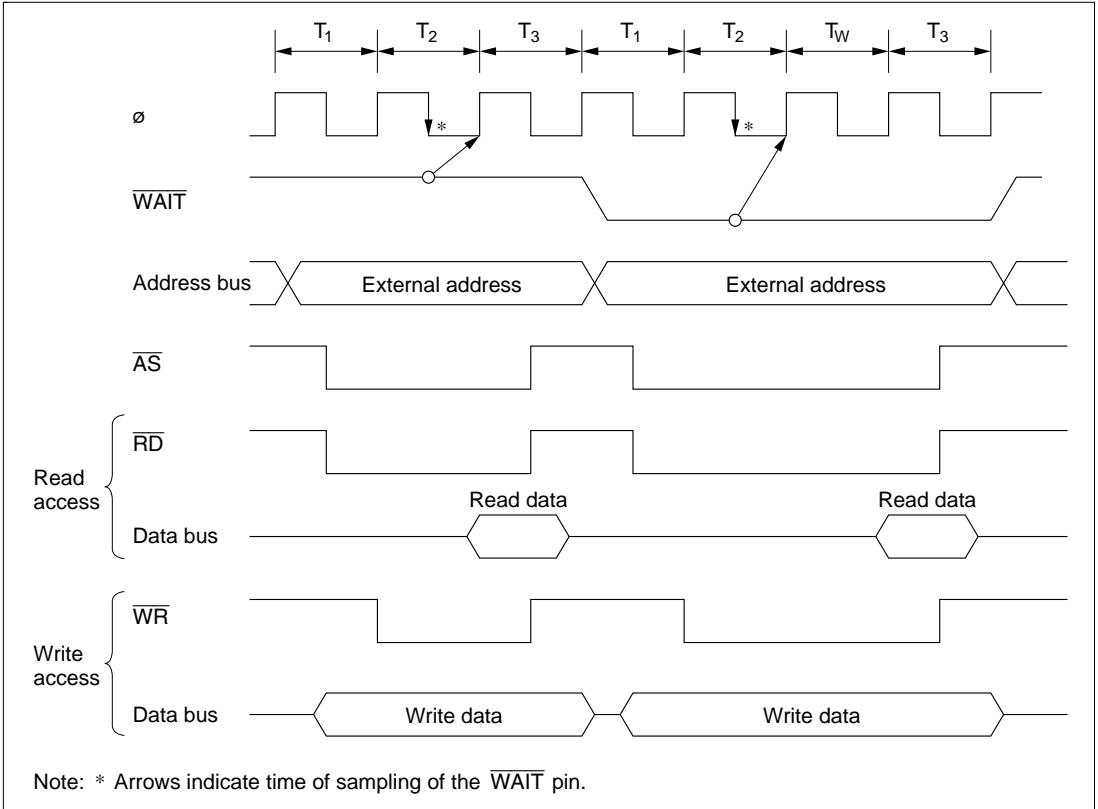 T1 T2 T3 T1 T2 TW T3
ø
* *
WAIT
Address bus External address External address
AS
RD
Read access
Read data Read data
Data bus
WR
Write access
Data bus Write data Write data
Note: * Arrows indicate time of sampling of the WAIT pin.